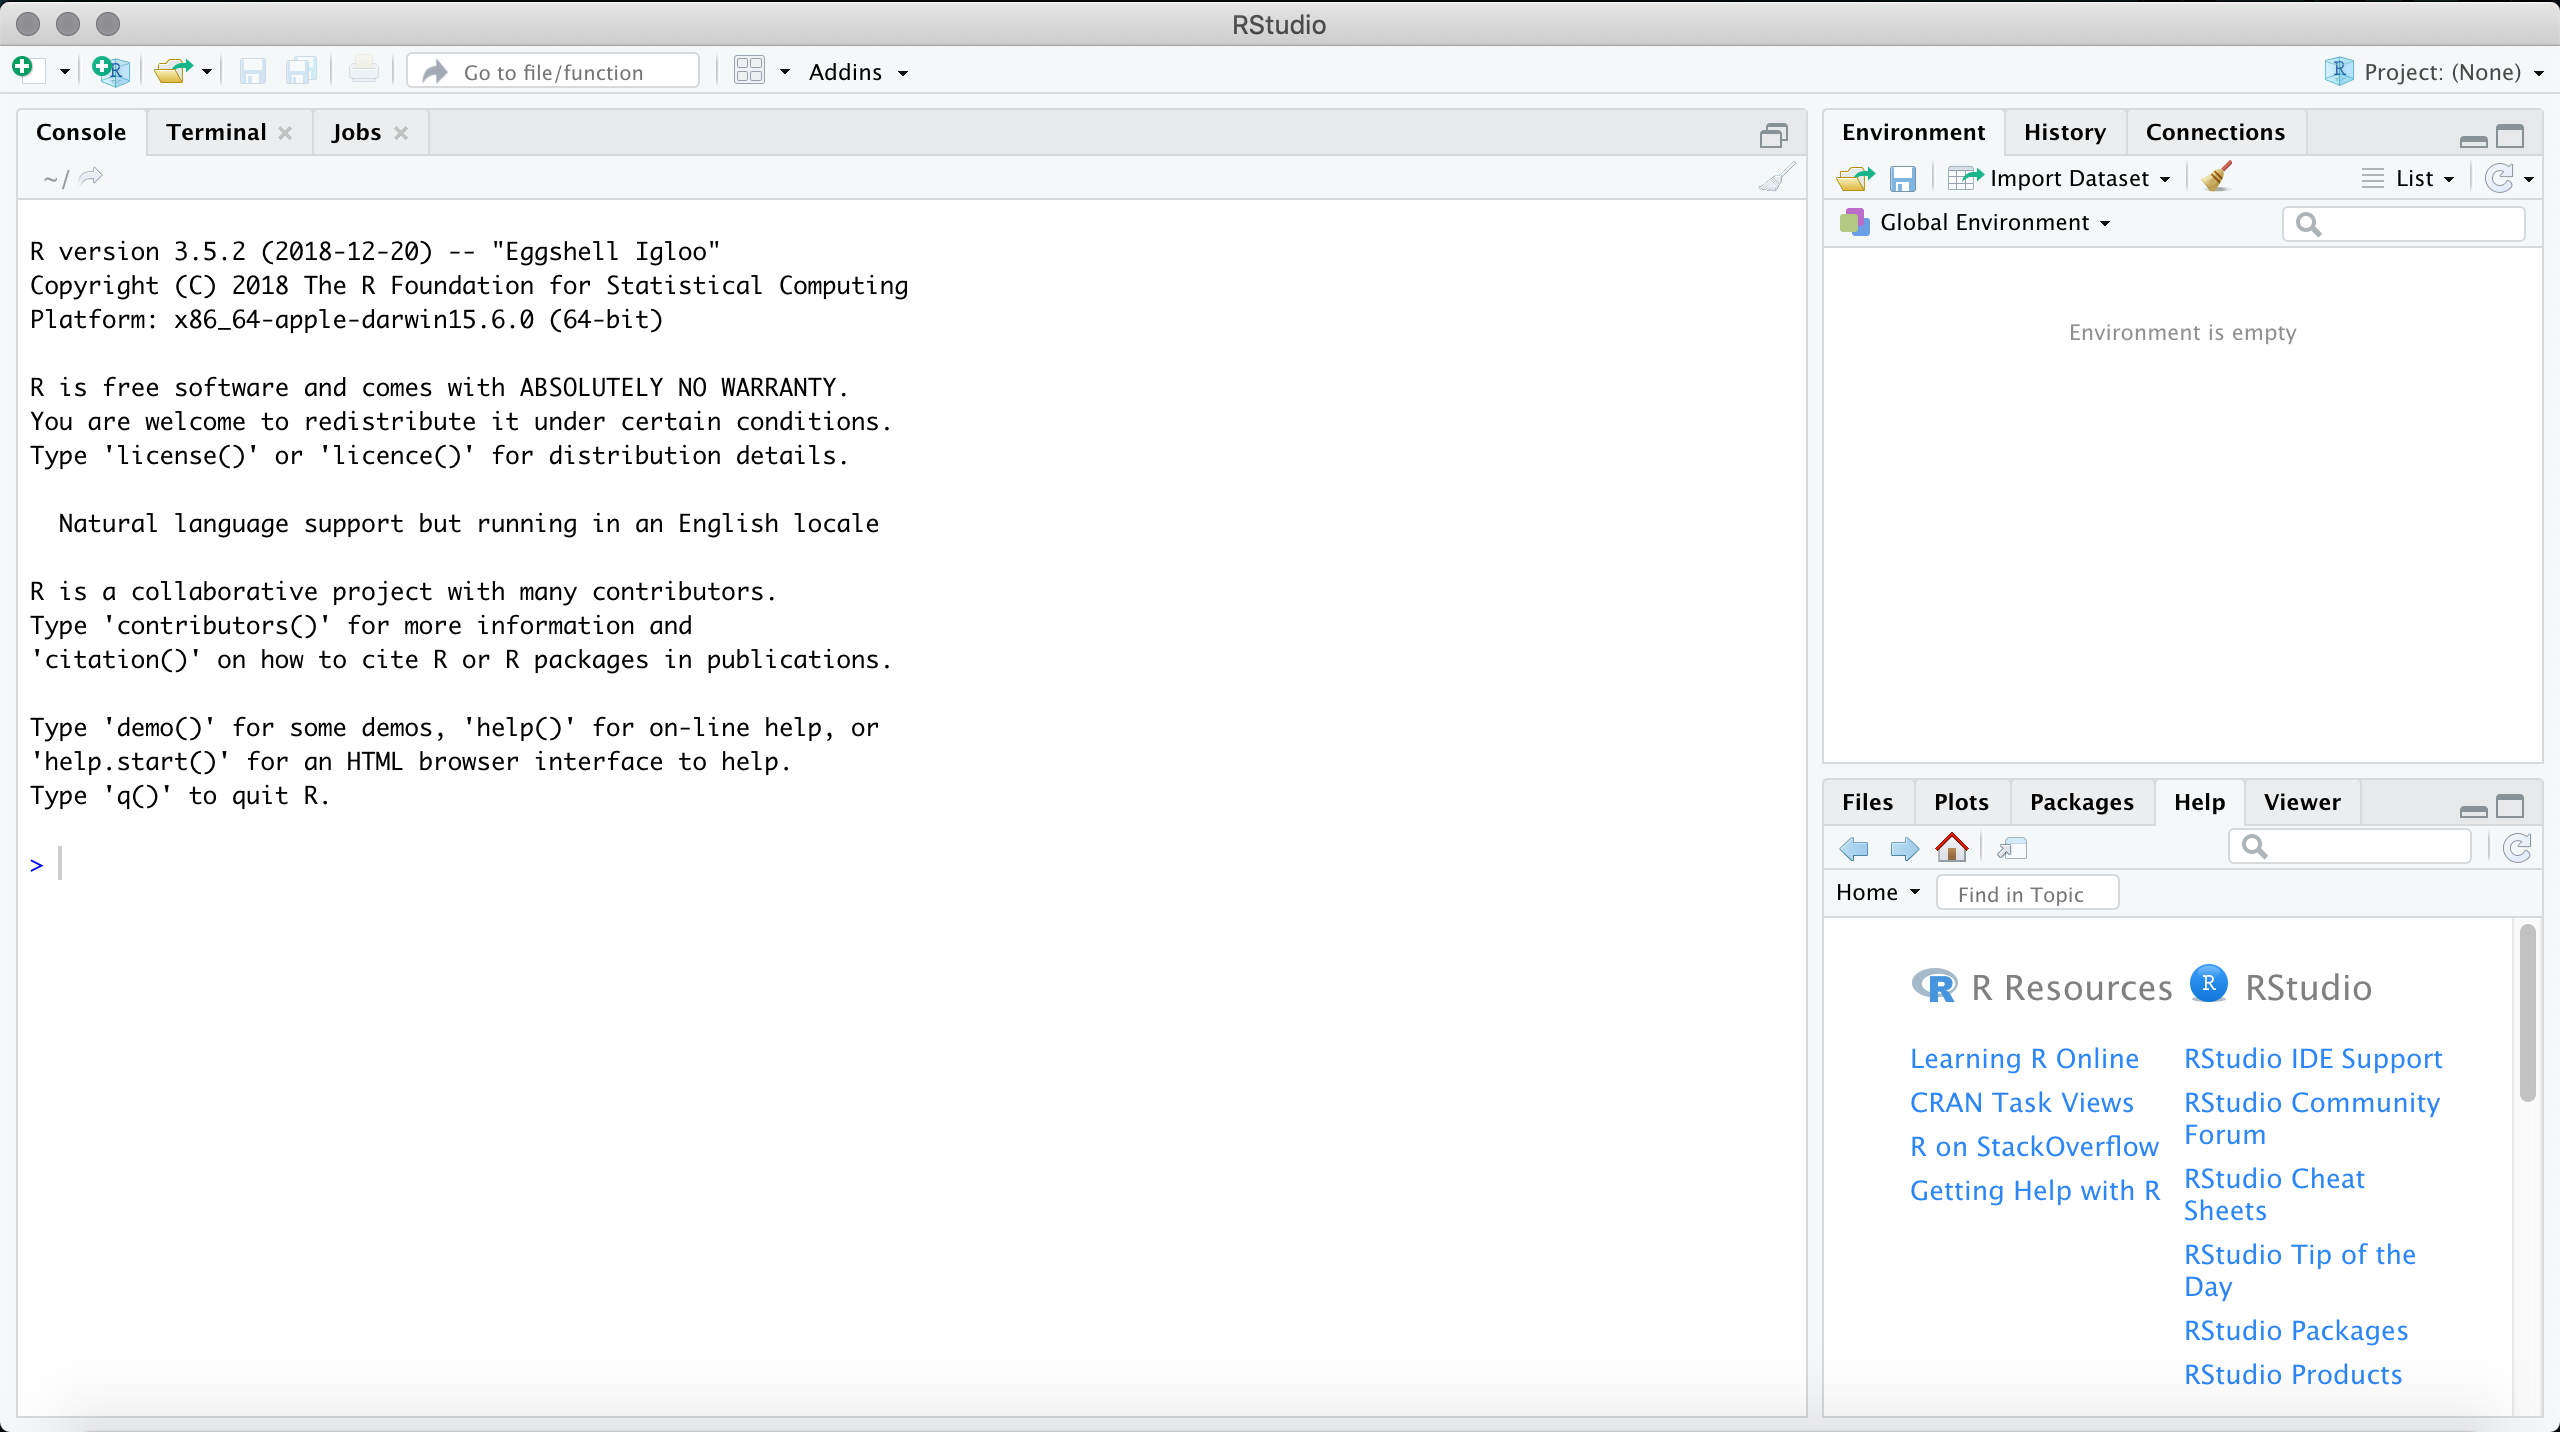 RStudio
Go to file/function
Addins
Project: (None)
Console Terminal Jobs
~/
R version 3.5.2 (2018-12-20) -- "Eggshell Igloo"
Copyright (C) 2018 The R Foundation for Statistical Computing
Platform: x86_64-apple-darwin15.6.0 (64-bit)
R is free software and comes with ABSOLUTELY NO WARRANTY.
You are welcome to redistribute it under certain conditions.
Type 'license()' or 'licence()' for distribution details.
Natural language support but running in an English locale
R is a collaborative project with many contributors.
Type 'contributors()' for more information and
'citation()' on how to cite R or R packages in publications.
Type 'demo()' for some demos, 'help()' for on-line help, or
'help.start()' for an HTML browser interface to help.
Type 'q()' to quit R.
>
Environment History Connections
Import Dataset List
Global Environment
Environment is empty
Files Plots Packages Help Viewer
Home Find in Topic
R Resources
Learning R Online
CRAN Task Views
R on StackOverflow
Getting Help with R
RStudio
RStudio IDE Support
RStudio Community
Forum
RStudio Cheat
Sheets
RStudio Tip of the
Day
RStudio Packages
RStudio Products